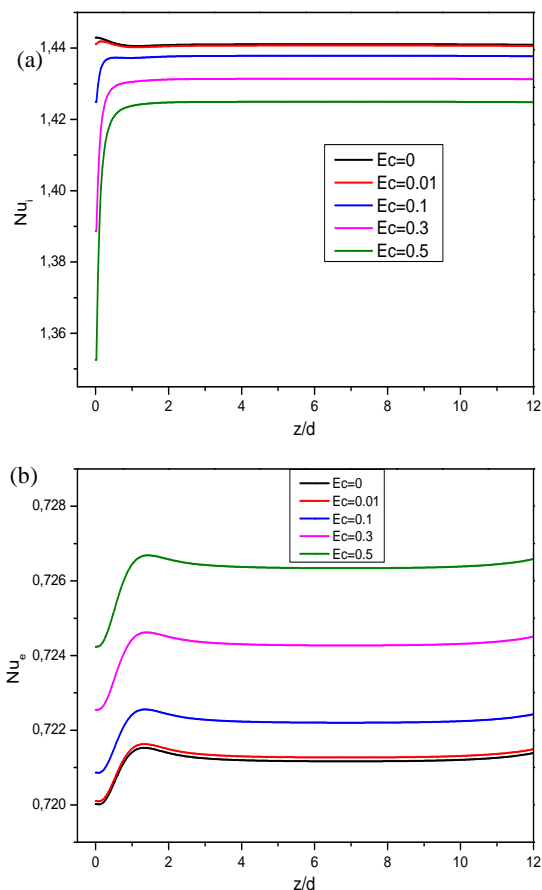 (a)
1,44
1,42
1,40
1,38
1,36
Nu_i
Ec=0
Ec=0.01
Ec=0.1
Ec=0.3
Ec=0.5
0 2 4 6 8 10 12
z/d
(b)
0,728
0,726
0,724
0,722
0,720
Nu_e
Ec=0
Ec=0.01
Ec=0.1
Ec=0.3
Ec=0.5
0 2 4 6 8 10 12
z/d